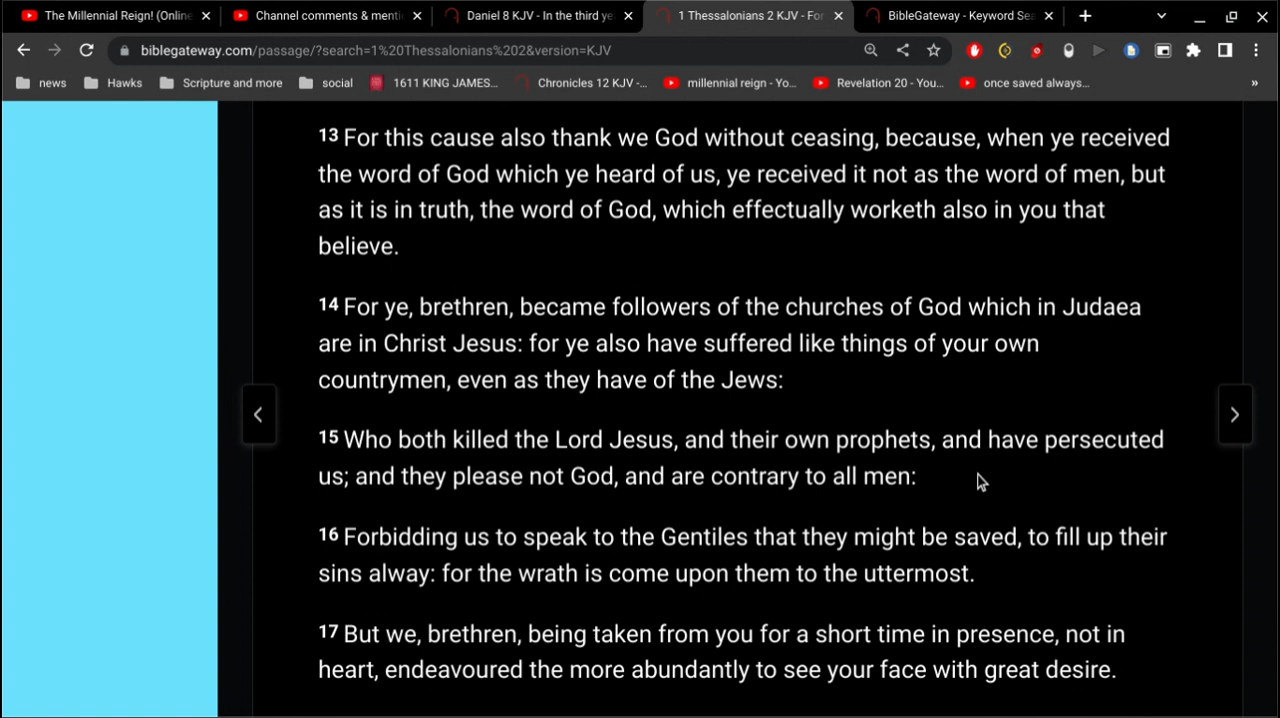 The Millennial Reign! (Online
Channel comments & menti
Daniel 8 KJV - In the third ye
1 Thessalonians 2 KJV - For
BibleGateway - Keyword Sea
biblegateway.com/passage/?search=1%20Thessalonians%202&version=KJV
news
Hawks
Scripture and more
social
1611 KING JAMES...
Chronicles 12 KJV -...
millennial reign - Yo...
Revelation 20 - You...
once saved always...
13 For this cause also thank we God without ceasing, because, when ye received
the word of God which ye heard of us, ye received it not as the word of men, but
as it is in truth, the word of God, which effectually worketh also in you that
believe.
14 For ye, brethren, became followers of the churches of God which in Judaea
are in Christ Jesus: for ye also have suffered like things of your own
countrymen, even as they have of the Jews:
15 Who both killed the Lord Jesus, and their own prophets, and have persecuted
us; and they please not God, and are contrary to all men:
16 Forbidding us to speak to the Gentiles that they might be saved, to fill up their
sins alway: for the wrath is come upon them to the uttermost.
17 But we, brethren, being taken from you for a short time in presence, not in
heart, endeavoured the more abundantly to see your face with great desire.